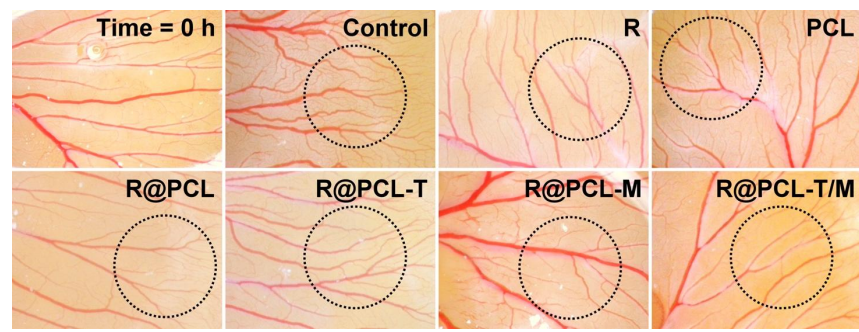 Time = 0 h
Control
R
PCL
R@PCL
R@PCL-T
R@PCL-M
R@PCL-T/M